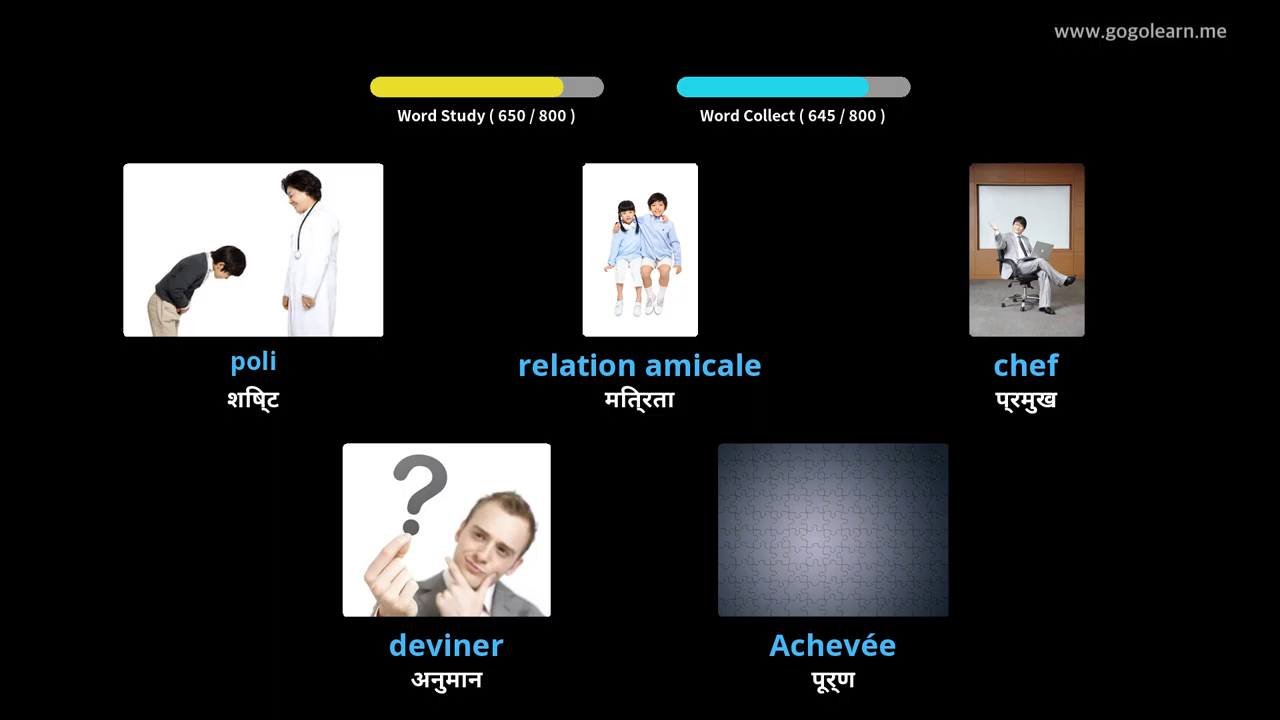 www.gogolearn.me
Word Study ( 650 / 800 )
Word Collect ( 645 / 800 )
poli
शिष्ट
relation amicale
मित्रता
chef
प्रमुख
deviner
अनुमान
Achevée
पूर्ण